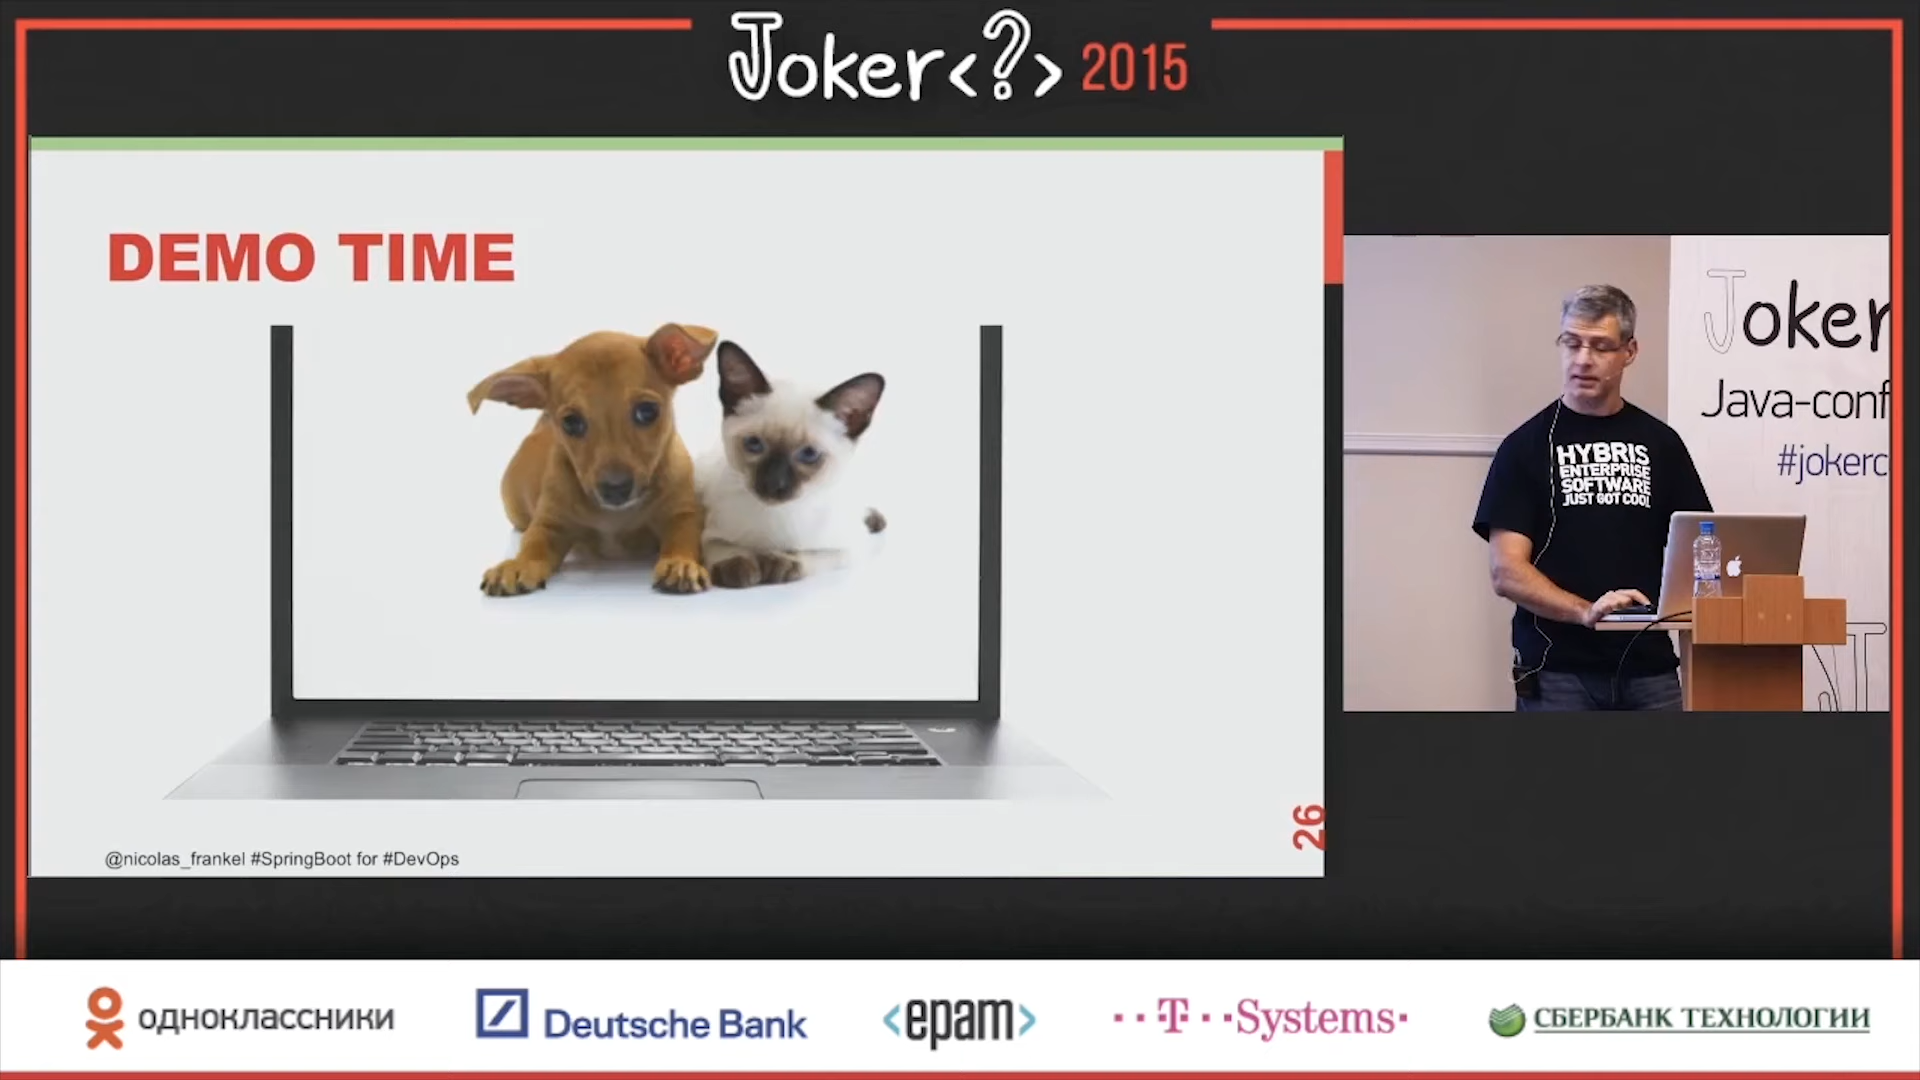 Joker<?> 2015
DEMO TIME
@nicolas_frankel #SpringBoot for #DevOps
26
Joker
Java-conf
#jokerc
HYBRIS
ENTERPRISE
SOFTWARE
JUST GOT COOL
одноклассники
Deutsche Bank
<epam>
··T··Systems·
СБЕРБАНК ТЕХНОЛОГИИ